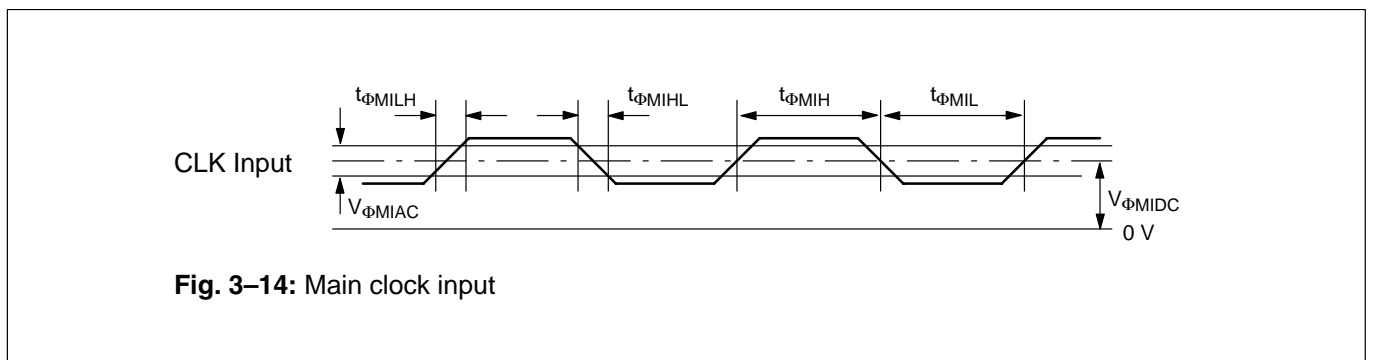 tΦMILH
tΦMIHL
tΦMIH
tΦMIL
CLK Input
VΦMIAC
VΦMIDC
0 V
Fig. 3–14: Main clock input